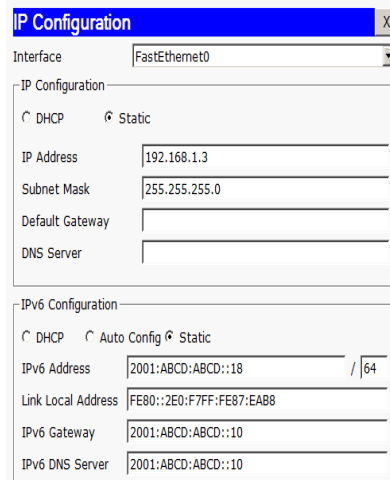 IP Configuration X
Interface FastEthernet0
IP Configuration
DHCP Static
IP Address 192.168.1.3
Subnet Mask 255.255.255.0
Default Gateway
DNS Server
IPv6 Configuration
DHCP Auto Config Static
IPv6 Address 2001:ABCD:ABCD::18 / 64
Link Local Address FE80::2E0:F7FF:FE87:EAB8
IPv6 Gateway 2001:ABCD:ABCD::10
IPv6 DNS Server 2001:ABCD:ABCD::10